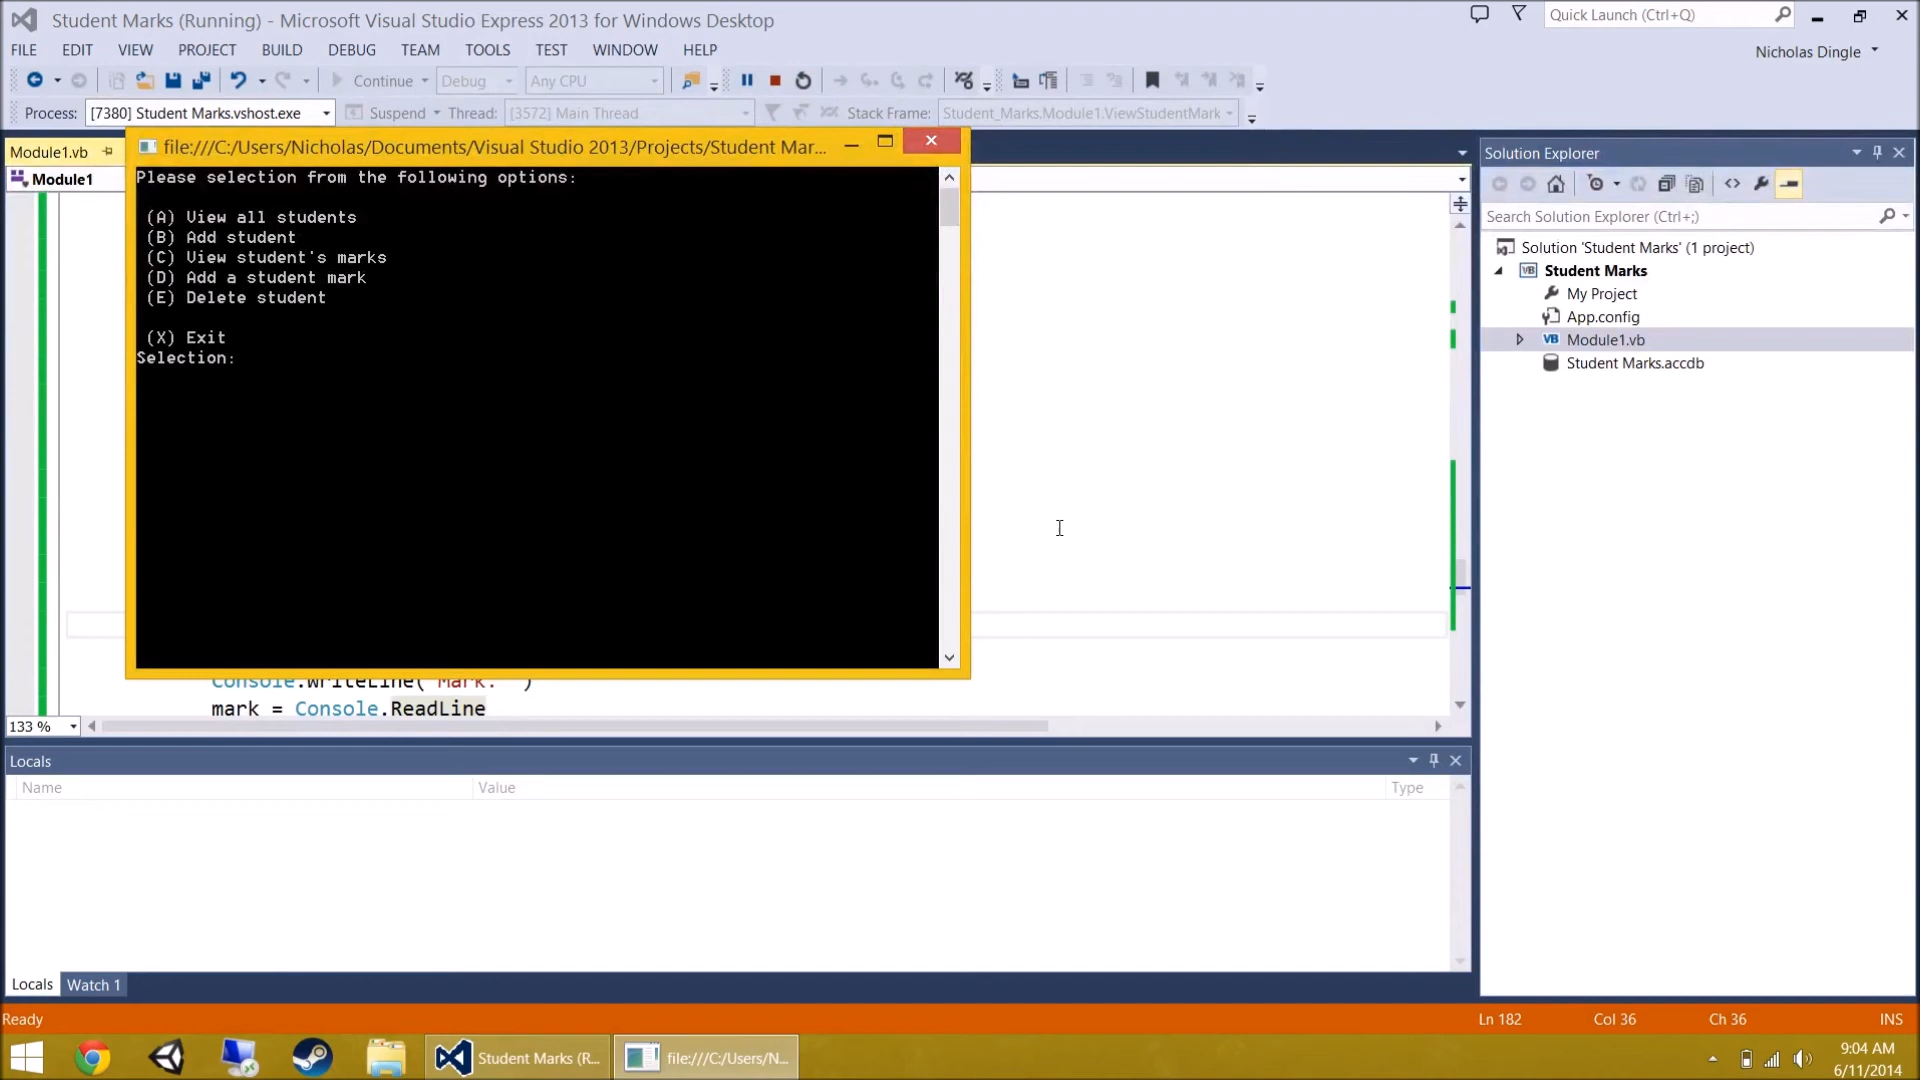 Student Marks (Running) - Microsoft Visual Studio Express 2013 for Windows Desktop
Quick Launch (Ctrl+Q)
FILE EDIT VIEW PROJECT BUILD DEBUG TEAM TOOLS TEST WINDOW HELP
Nicholas Dingle
Continue Debug Any CPU
Process: [7380] Student Marks.vshost.exe Suspend Thread: [3572] Main Thread Stack Frame: Student_Marks.Module1.ViewStudentMark
Module1.vb
Module1
file:///C:/Users/Nicholas/Documents/Visual Studio 2013/Projects/Student Mar...
Please selection from the following options:
(A) View all students
(B) Add student
(C) View student's marks
(D) Add a student mark
(E) Delete student
(X) Exit
Selection:
Console.WriteLine("Mark: ")
mark = Console.ReadLine
133 %
Solution Explorer
Search Solution Explorer (Ctrl+;)
Solution 'Student Marks' (1 project)
Student Marks
My Project
App.config
Module1.vb
Student Marks.accdb
Locals
Name Value Type
Locals Watch 1
Ready Ln 182 Col 36 Ch 36 INS
Student Marks (R...
file:///C:/Users/N...
9:04 AM
6/11/2014